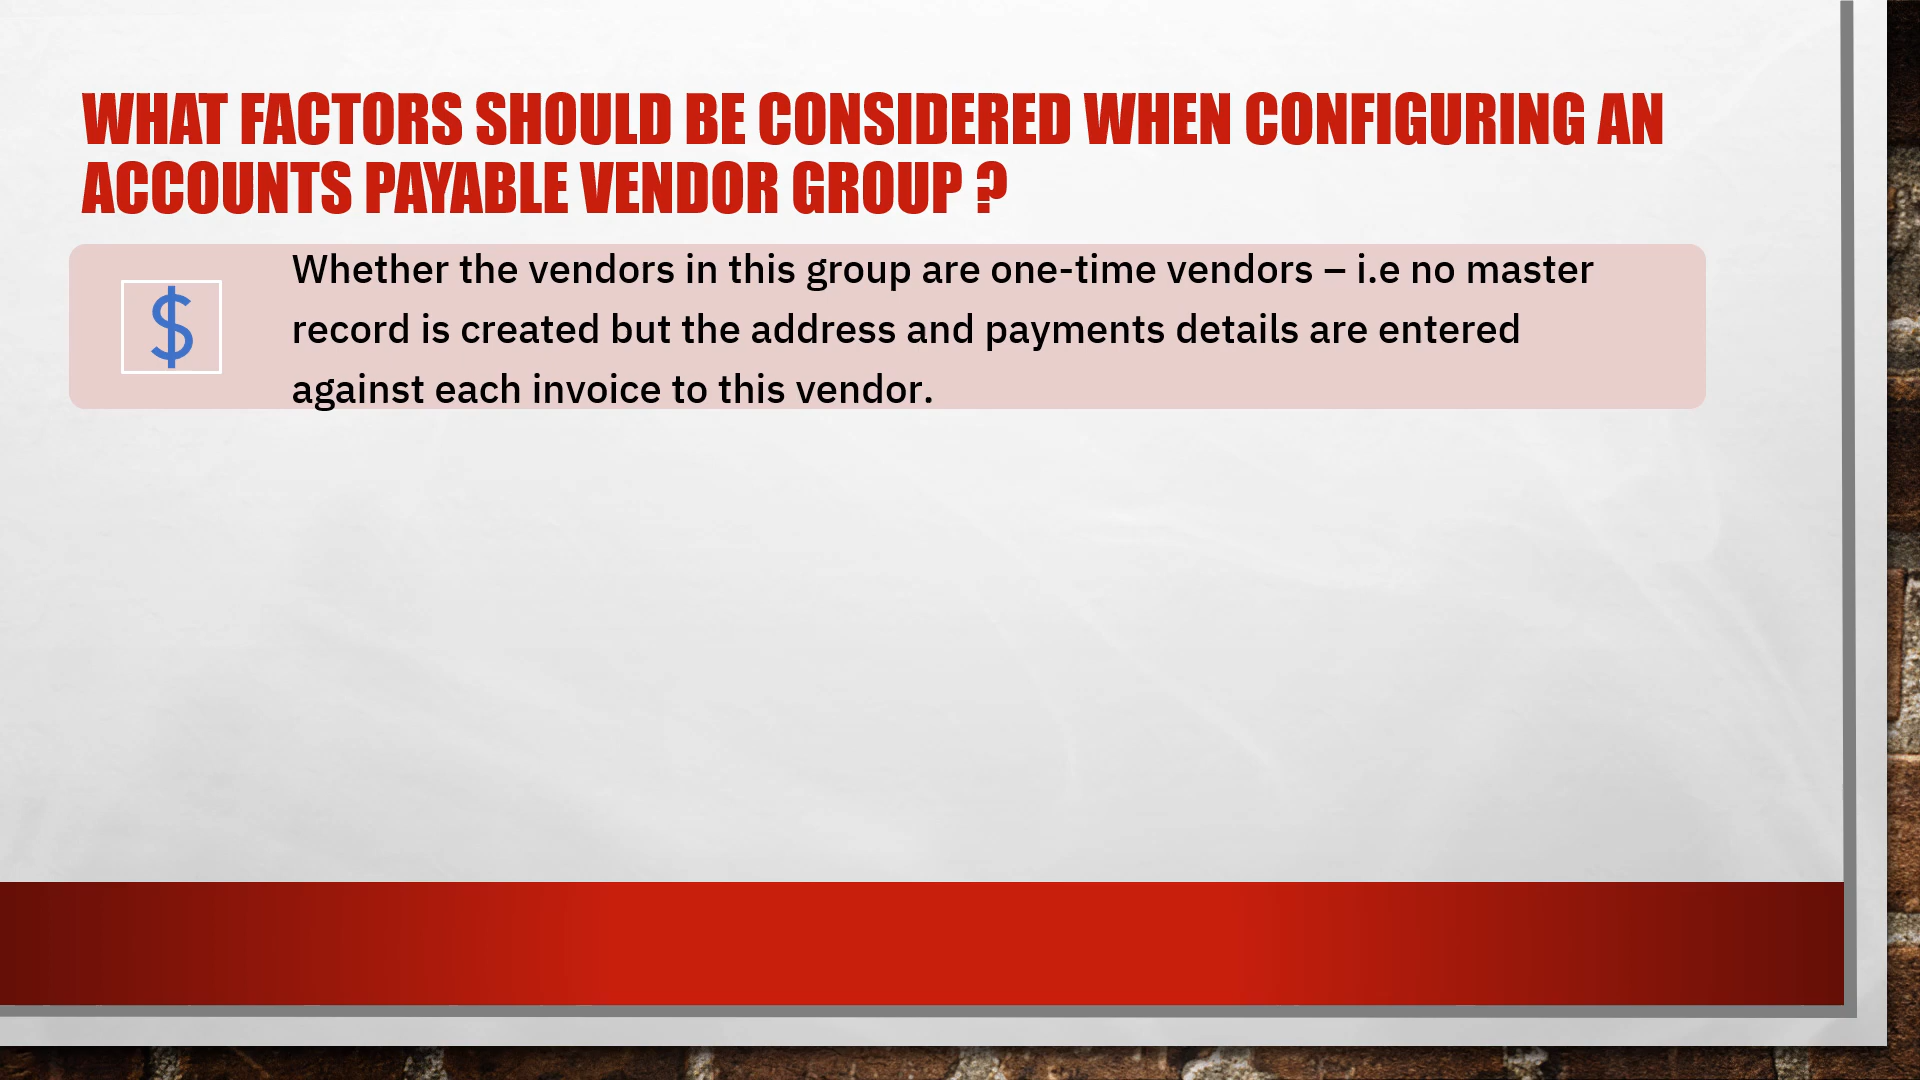 WHAT FACTORS SHOULD BE CONSIDERED WHEN CONFIGURING AN
ACCOUNTS PAYABLE VENDOR GROUP ?
Whether the vendors in this group are one-time vendors – i.e no master
record is created but the address and payments details are entered
against each invoice to this vendor.